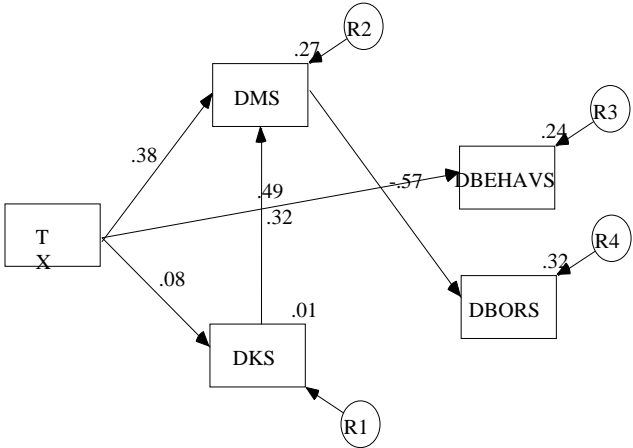 R2
.27
DMS
R3
.24
.38
-.57
DBEHAVS
.49
.32
T
X
R4
.32
.08
.01
DBORS
DKS
R1